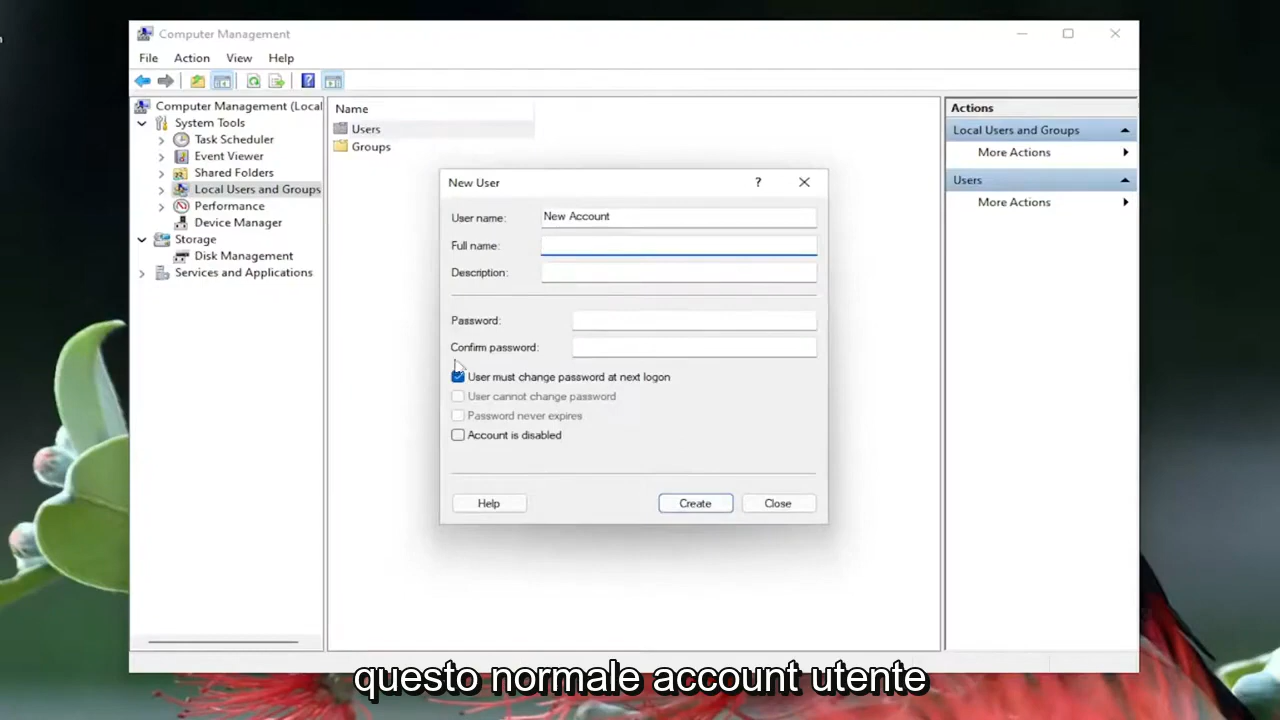 Computer Management
File Action View Help
Computer Management (Local
System Tools
Task Scheduler
Event Viewer
Shared Folders
Local Users and Groups
Performance
Device Manager
Storage
Disk Management
Services and Applications
Name
Users
Groups
Actions
Local Users and Groups
More Actions
Users
More Actions
New User
?
User name: New Account
Full name:
Description:
Password:
Confirm password:
User must change password at next logon
User cannot change password
Password never expires
Account is disabled
Help Create Close
questo normale account utente